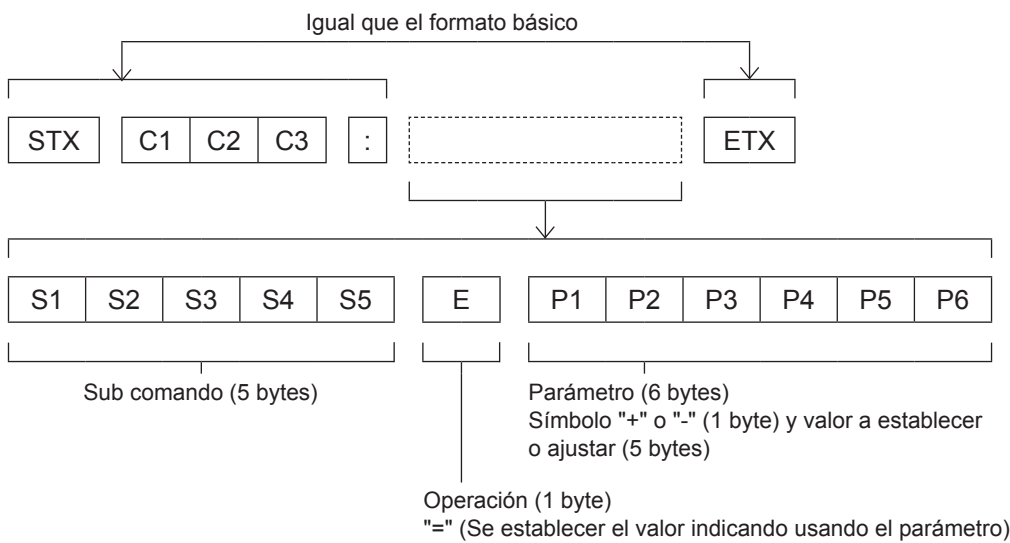 Igual que el formato básico
STX C1 C2 C3 : ETX
S1 S2 S3 S4 S5 E P1 P2 P3 P4 P5 P6
Sub comando (5 bytes)
Parámetro (6 bytes)
Símbolo "+" o "-" (1 byte) y valor a establecer
o ajustar (5 bytes)
Operación (1 byte)
"=" (Se establecer el valor indicando usando el parámetro)